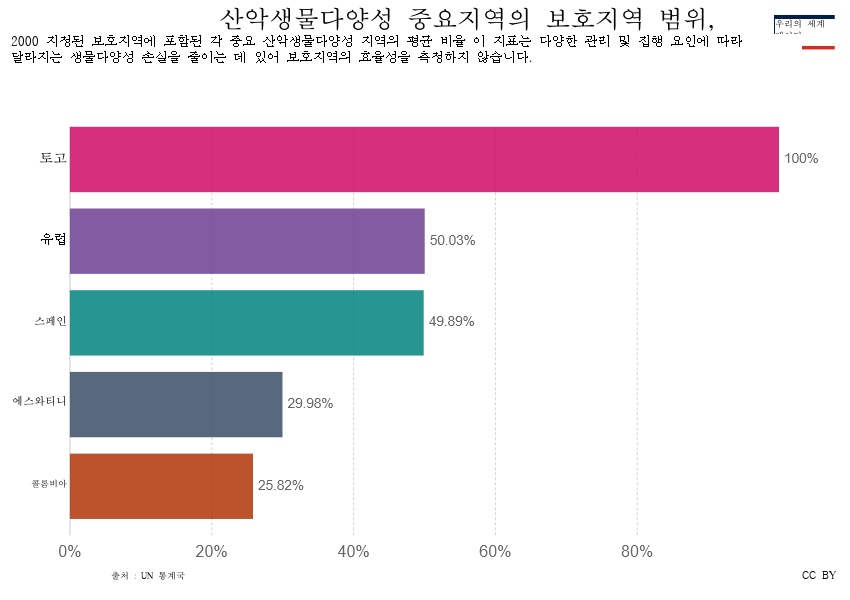 산악생물다양성 중요지역의 보호지역 범위,
우리의 세계
2000 지정된 보호지역에 포함된 각 중요 산악생물다양성 지역의 평균 비율 이 지표는 다양한 관리 및 집행 요인에 따라
달라지는 생물다양성 손실을 줄이는 데 있어 보호지역의 효율성을 측정하지 않습니다.
토고 100%
유럽 50.03%
스페인 49.89%
에스와티니 29.98%
콜롬비아 25.82%
0% 20% 40% 60% 80%
출처 : UN 통계국
CC BY